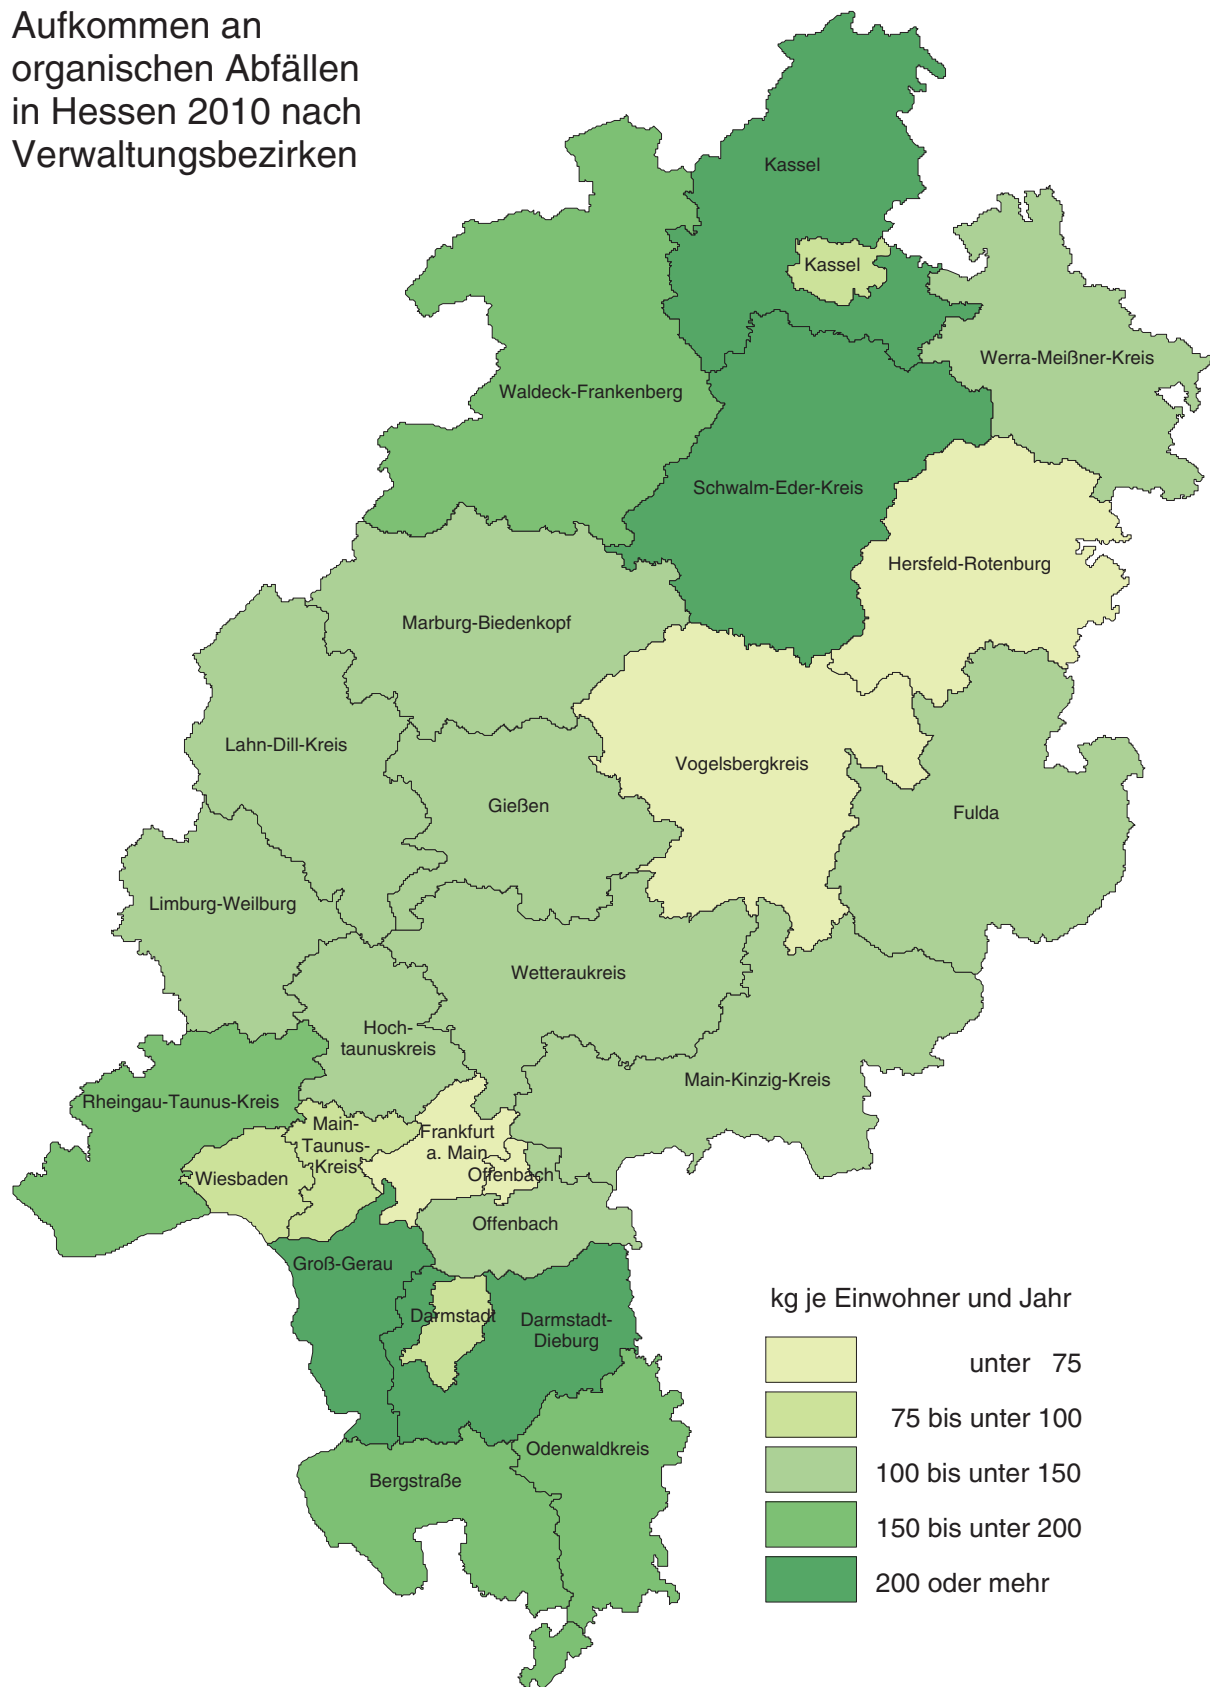 Aufkommen an
organischen Abfällen
in Hessen 2010 nach
Verwaltungsbezirken
Kassel
Kassel
Werra-Meißner-Kreis
Waldeck-Frankenberg
Schwalm-Eder-Kreis
Hersfeld-Rotenburg
Marburg-Biedenkopf
Lahn-Dill-Kreis
Vogelsbergkreis
Gießen
Fulda
Limburg-Weilburg
Wetteraukreis
Hoch-
taunuskreis
Main-Kinzig-Kreis
Rheingau-Taunus-Kreis
Main-
Taunus-
Kreis
Frankfurt
a. Main
Offenbach
Wiesbaden
Offenbach
Groß-Gerau
Darmstadt
Darmstadt-
Dieburg
Odenwaldkreis
Bergstraße
kg je Einwohner und Jahr
unter 75
75 bis unter 100
100 bis unter 150
150 bis unter 200
200 oder mehr